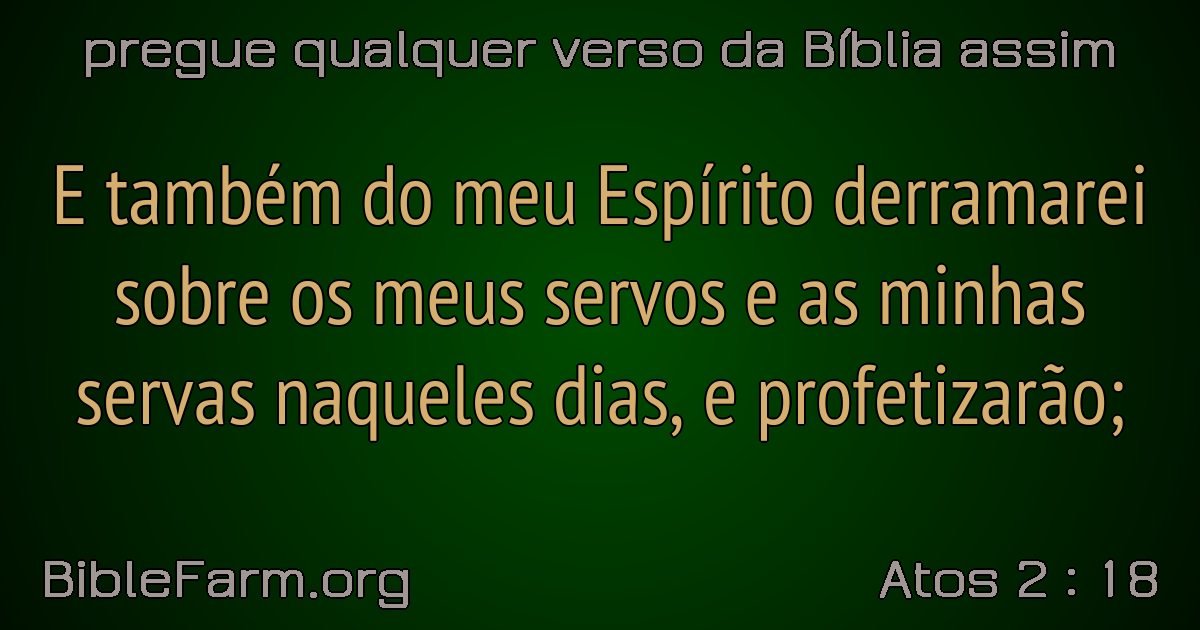 pregue qualquer verso da Bíblia assim
E também do meu Espírito derramarei
sobre os meus servos e as minhas
servas naqueles dias, e profetizarão;
BibleFarm.org
Atos 2 : 18